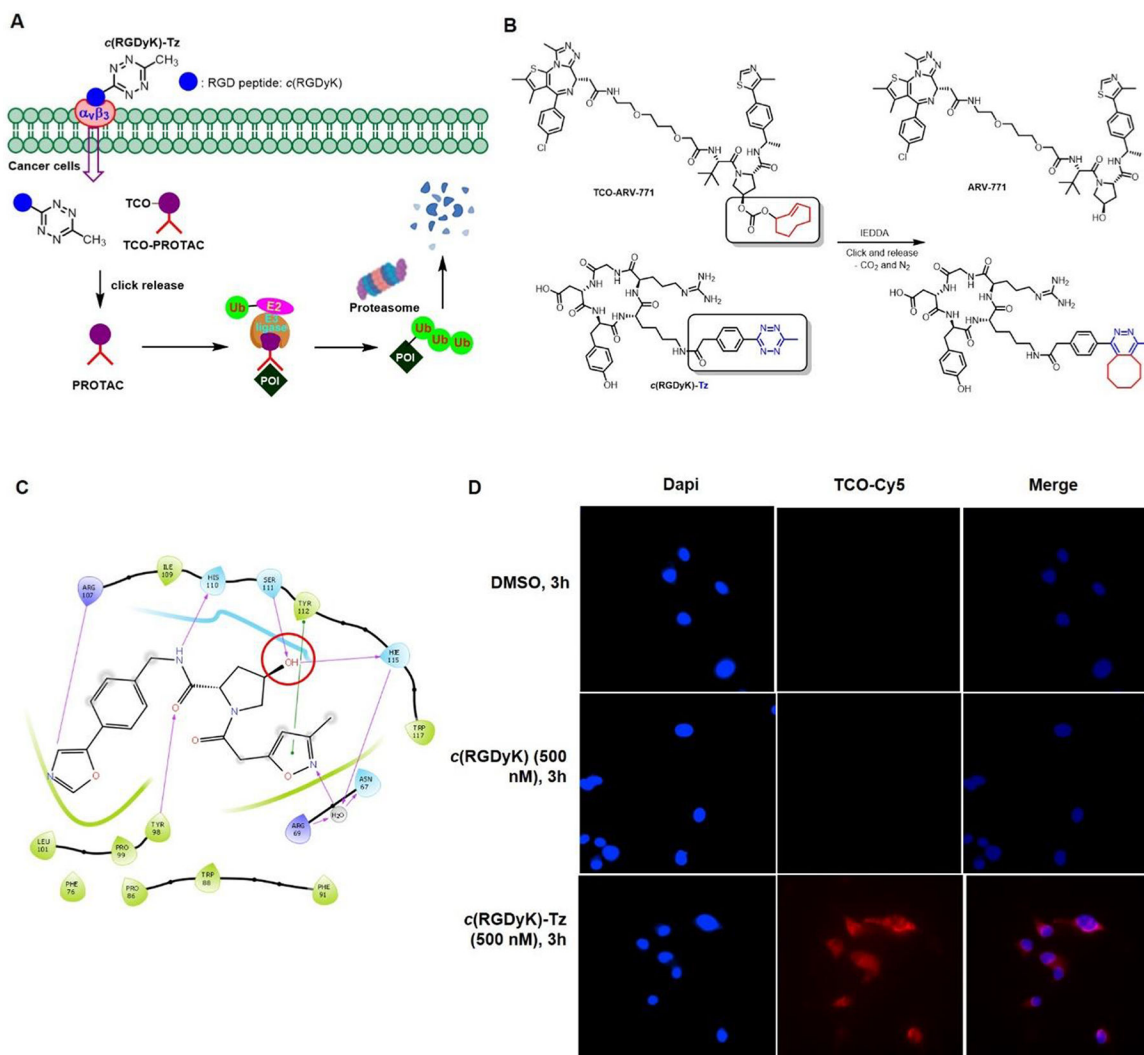 A
c(RGDyK)-Tz
N
N
N
N
CH3
: RGD peptide: c(RGDyK)
αvβ3
Cancer cells
TCO
TCO-PROTAC
N
N
N
N
CH3
click release
PROTAC
Ub
E2
E3
ligase
POI
Proteasome
Ub
Ub
Ub
POI
B
TCO-ARV-771
ARV-771
IEDDA
Click and release
- CO2 and N2
c(RGDyK)-Tz
C
ARG
107
ILE
109
HIS
110
SER
111
TYR
112
HIE
115
TRP
117
OH
ASN
67
H2O
ARG
69
TYR
98
PRO
99
LEU
101
PHE
76
PRO
86
TRP
88
PHE
91
D
Dapi
TCO-Cy5
Merge
DMSO, 3h
c(RGDyK) (500
nM), 3h
c(RGDyK)-Tz
(500 nM), 3h